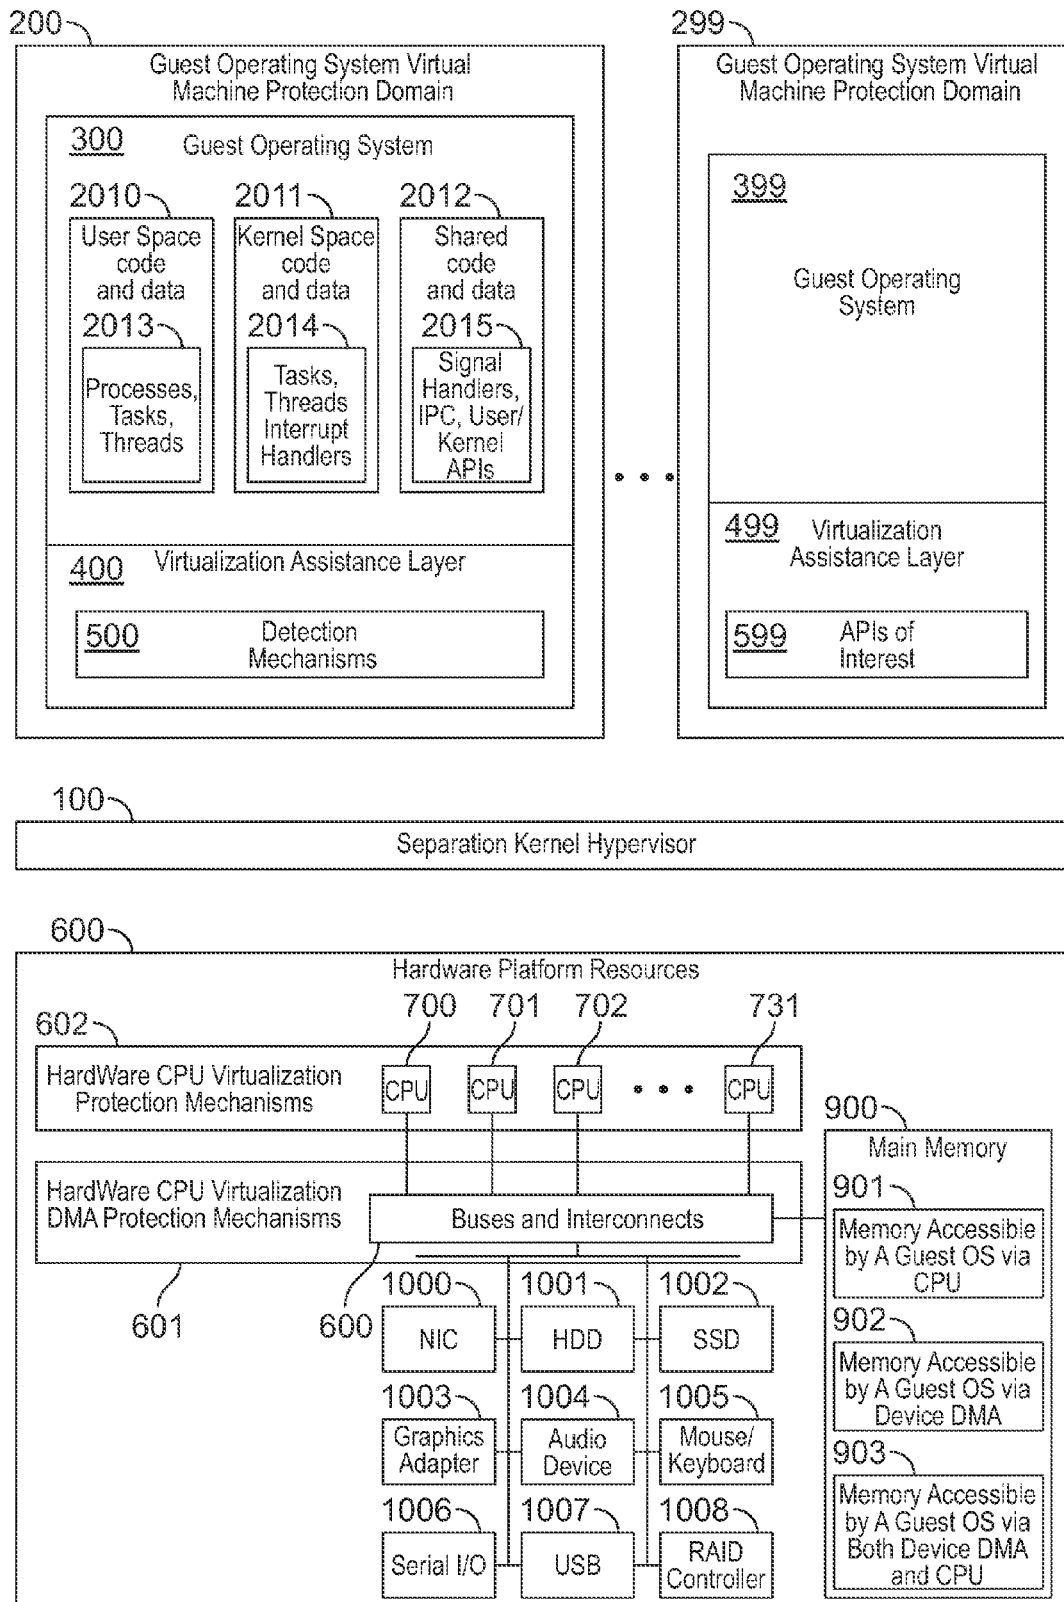 200
Guest Operating System Virtual
Machine Protection Domain
300
Guest Operating System
2010
User Space
code
and data
2013
Processes,
Tasks,
Threads
2011
Kernel Space
code
and data
2014
Tasks,
Threads
Interrupt
Handlers
2012
Shared
code
and data
2015
Signal
Handlers,
IPC, User/
Kernel
APIs
400
Virtualization Assistance Layer
500
Detection
Mechanisms
299
Guest Operating System Virtual
Machine Protection Domain
399
Guest Operating
System
499
Virtualization
Assistance Layer
599
APIs of
Interest
100
Separation Kernel Hypervisor
600
Hardware Platform Resources
602
HardWare CPU Virtualization
Protection Mechanisms
700
CPU
701
CPU
702
CPU
731
CPU
HardWare CPU Virtualization
DMA Protection Mechanisms
601
Buses and Interconnects
600
900
Main Memory
901
Memory Accessible
by A Guest OS via
CPU
902
Memory Accessible
by A Guest OS via
Device DMA
903
Memory Accessible
by A Guest OS via
Both Device DMA
and CPU
1000
NIC
1001
HDD
1002
SSD
1003
Graphics
Adapter
1004
Audio
Device
1005
Mouse/
Keyboard
1006
Serial I/O
1007
USB
1008
RAID
Controller